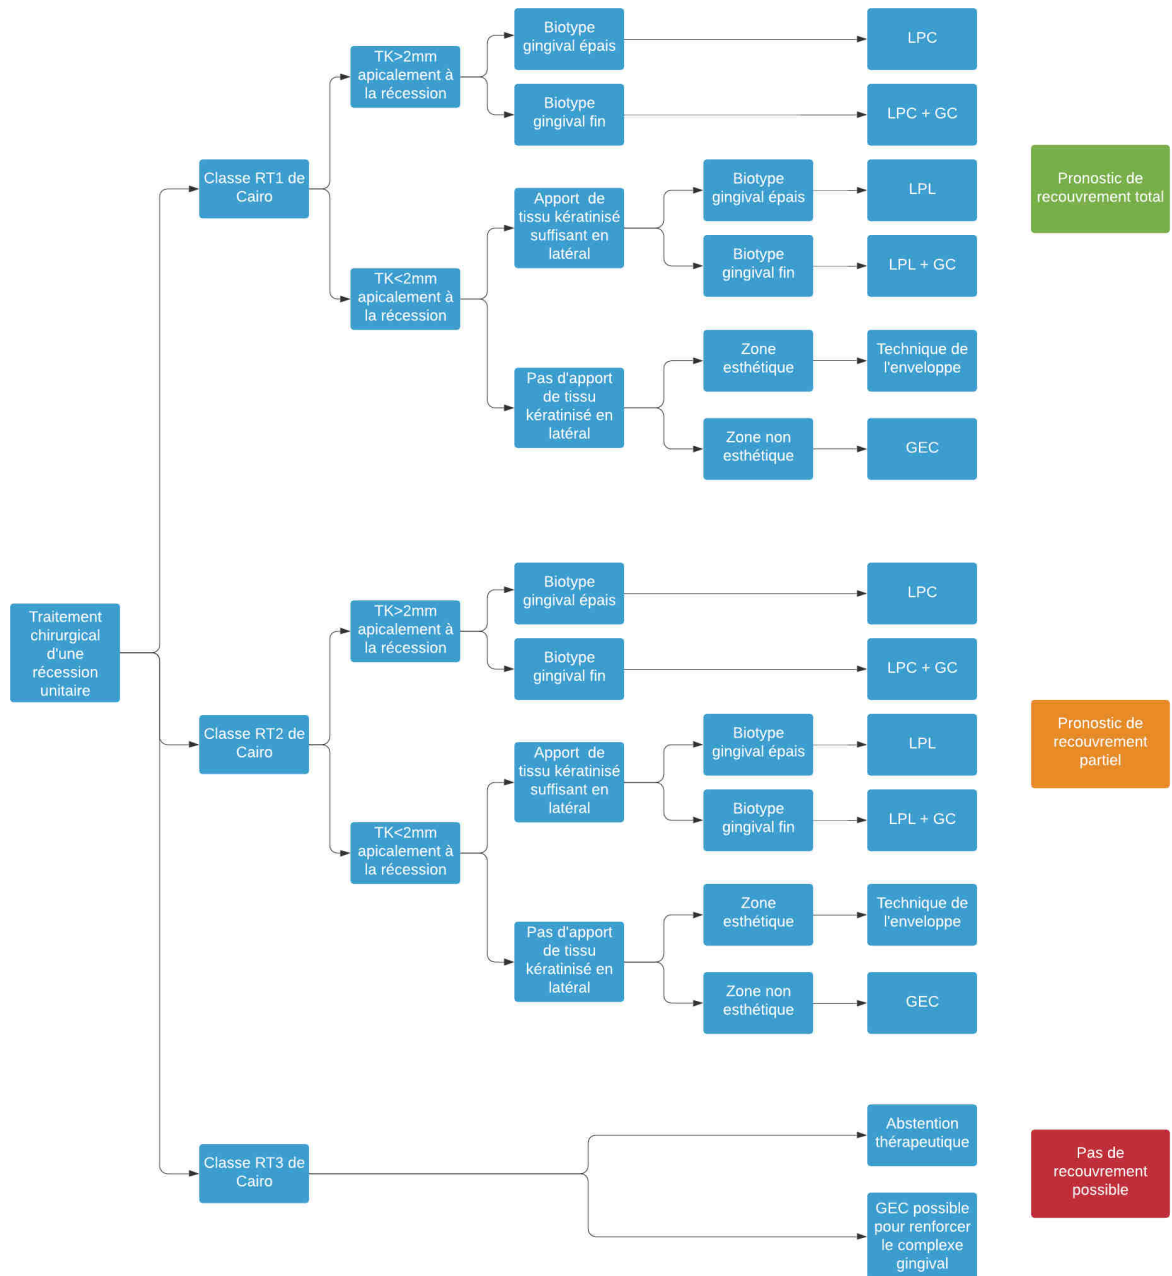 Traitement
chirurgical
d'une
récession
unitaire
Classe RT1 de
Cairo
TK>2mm
apicalement à
la récession
Biotype
gingival épais
LPC
Biotype
gingival fin
LPC + GC
TK<2mm
apicalement à
la récession
Apport de
tissu kératinisé
suffisant en
latéral
Biotype
gingival épais
LPL
Biotype
gingival fin
LPL + GC
Pas d'apport
de tissu
kératinisé en
latéral
Zone
esthétique
Technique de
l'enveloppe
Zone non
esthétique
GEC
Pronostic de
recouvrement total
Classe RT2 de
Cairo
TK>2mm
apicalement à
la récession
Biotype
gingival épais
LPC
Biotype
gingival fin
LPC + GC
TK<2mm
apicalement à
la récession
Apport de
tissu kératinisé
suffisant en
latéral
Biotype
gingival épais
LPL
Biotype
gingival fin
LPL + GC
Pas d'apport
de tissu
kératinisé en
latéral
Zone
esthétique
Technique de
l'enveloppe
Zone non
esthétique
GEC
Pronostic de
recouvrement
partiel
Classe RT3 de
Cairo
Abstention
thérapeutique
GEC possible
pour renforcer
le complexe
gingival
Pas de
recouvrement
possible